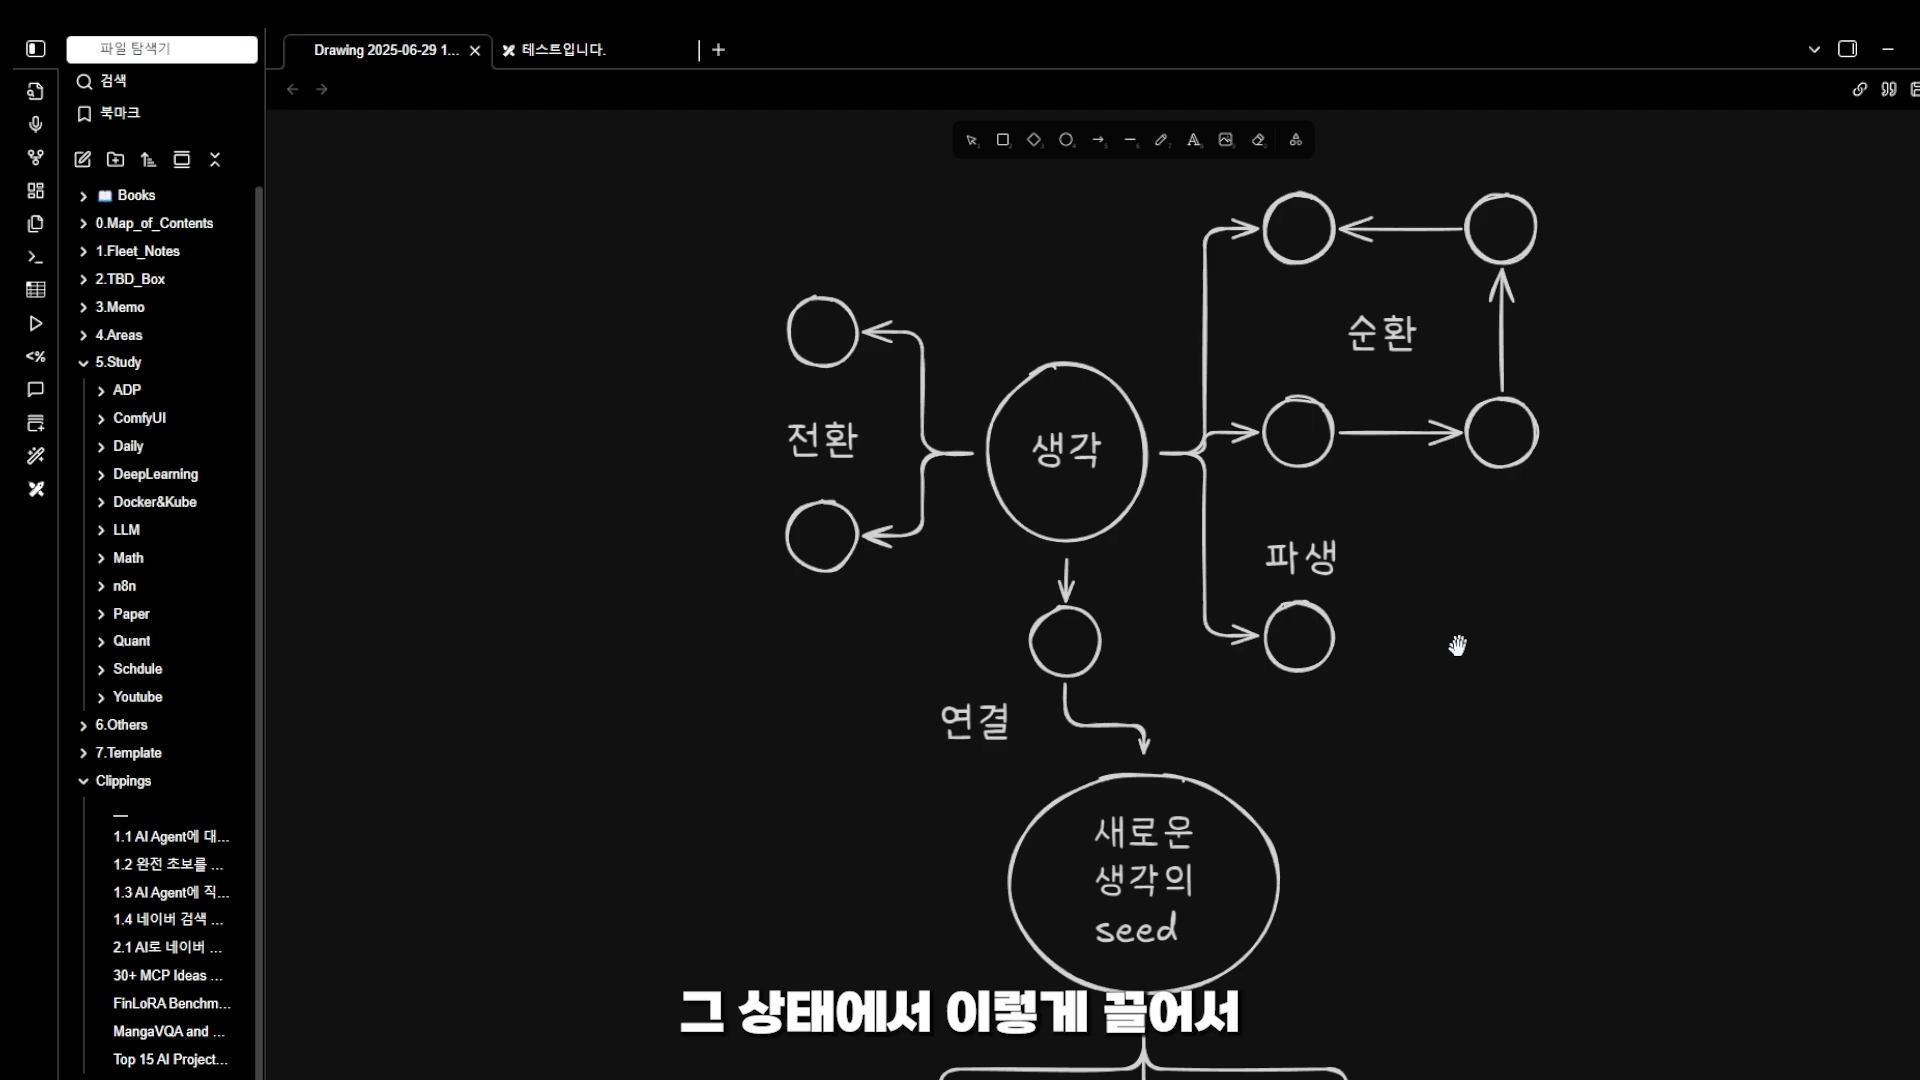 파일 탐색기
Drawing 2025-06-29 1...
테스트입니다.
검색
북마크
Books
0.Map_of_Contents
1.Fleet_Notes
2.TBD_Box
3.Memo
4.Areas
5.Study
ADP
ComfyUI
Daily
DeepLearning
Docker&Kube
LLM
Math
n8n
Paper
Quant
Schdule
Youtube
6.Others
7.Template
Clippings
—
1.1 AI Agent에 대...
1.2 완전 초보를 ...
1.3 AI Agent에 직...
1.4 네이버 검색 ...
2.1 AI로 네이버 ...
30+ MCP Ideas ...
FinLoRA Benchm...
MangaVQA and ...
Top 15 AI Project...
순환
전환
생각
파생
연결
새로운
생각의
seed
그 상태에서 이렇게 끌어서